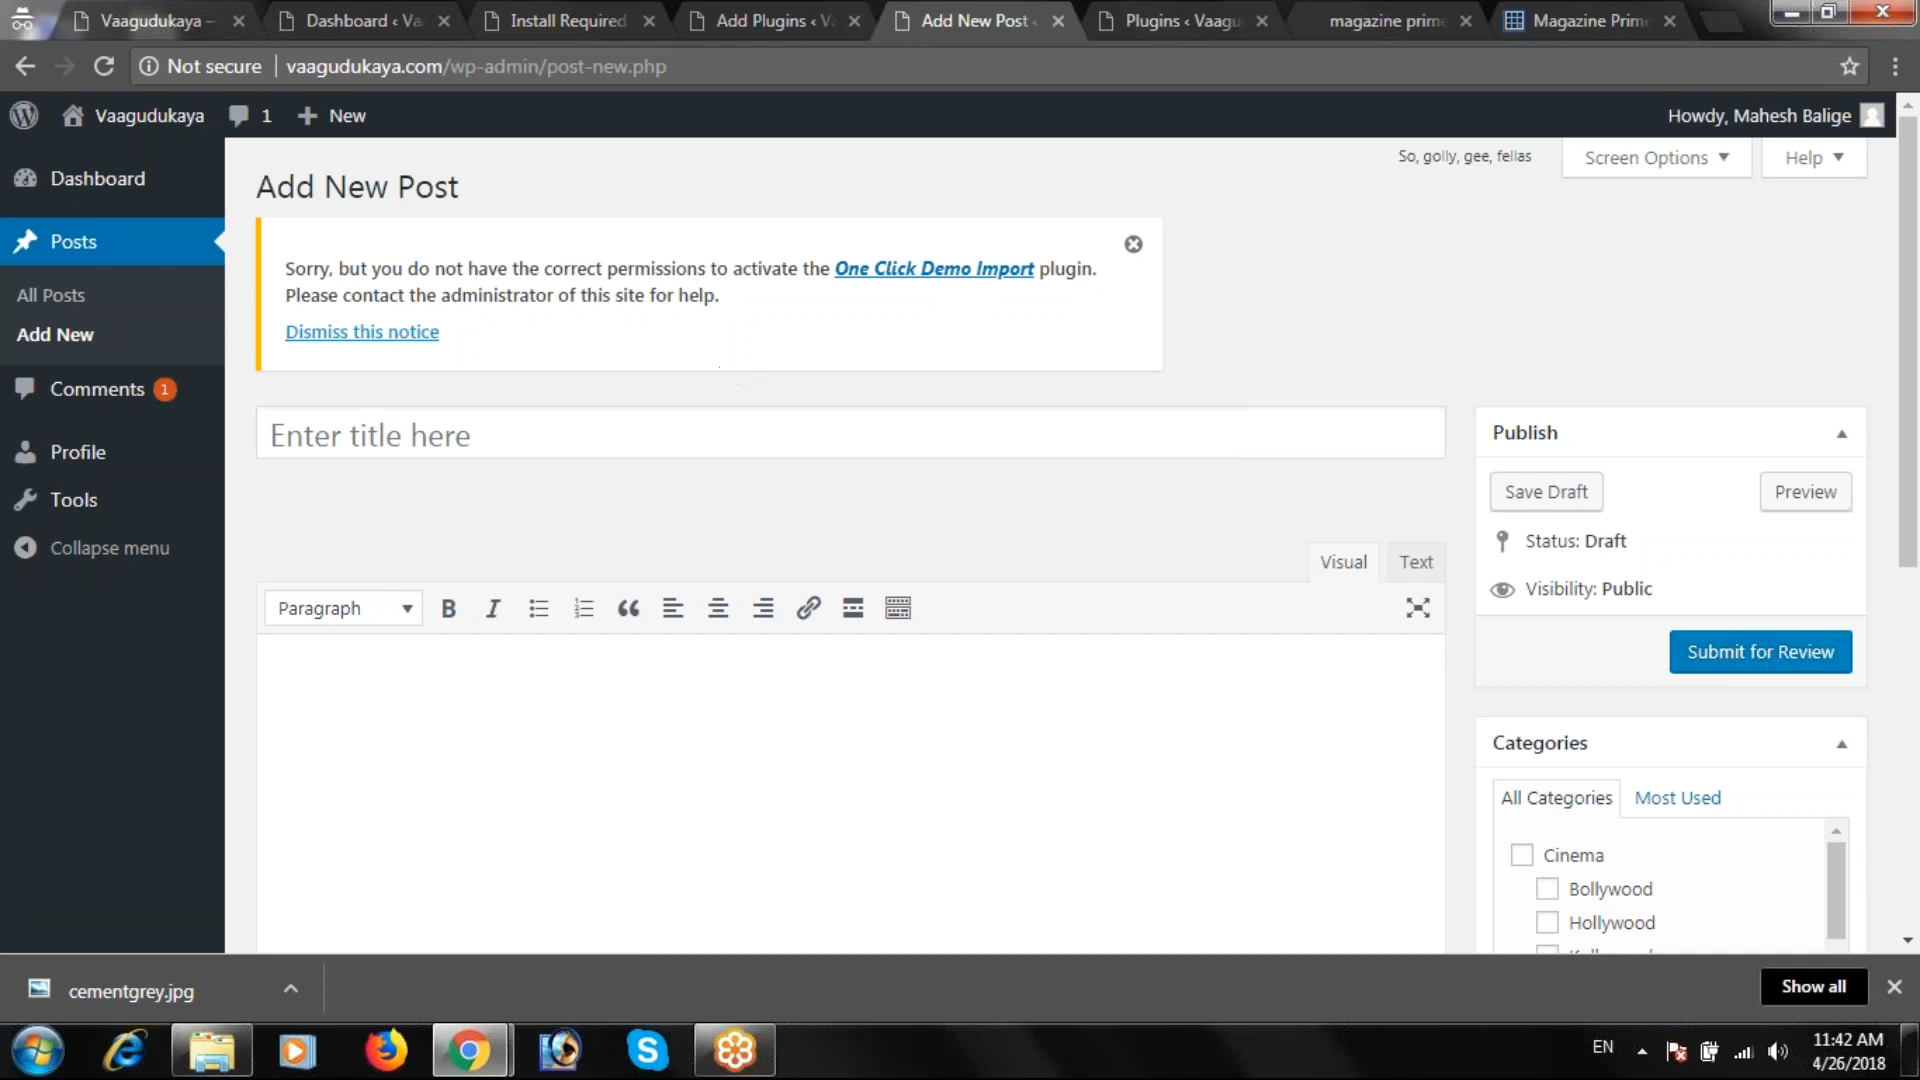 Vaagudukaya –
Dashboard ‹ Va
Install Required
Add Plugins ‹ V
Add New Post ‹
Plugins ‹ Vaagu
magazine prime
Magazine Prime
Not secure
vaagudukaya.com/wp-admin/post-new.php
Vaagudukaya
1
New
Howdy, Mahesh Balige
So, golly, gee, fellas
Screen Options
Help
Dashboard
Posts
All Posts
Add New
Comments 1
Profile
Tools
Collapse menu
Add New Post
Sorry, but you do not have the correct permissions to activate the One Click Demo Import plugin.
Please contact the administrator of this site for help.
Dismiss this notice
Enter title here
Visual
Text
Paragraph
B
I
Publish
Save Draft
Preview
Status: Draft
Visibility: Public
Submit for Review
Categories
All Categories
Most Used
Cinema
Bollywood
Hollywood
cementgrey.jpg
Show all
EN
11:42 AM
4/26/2018